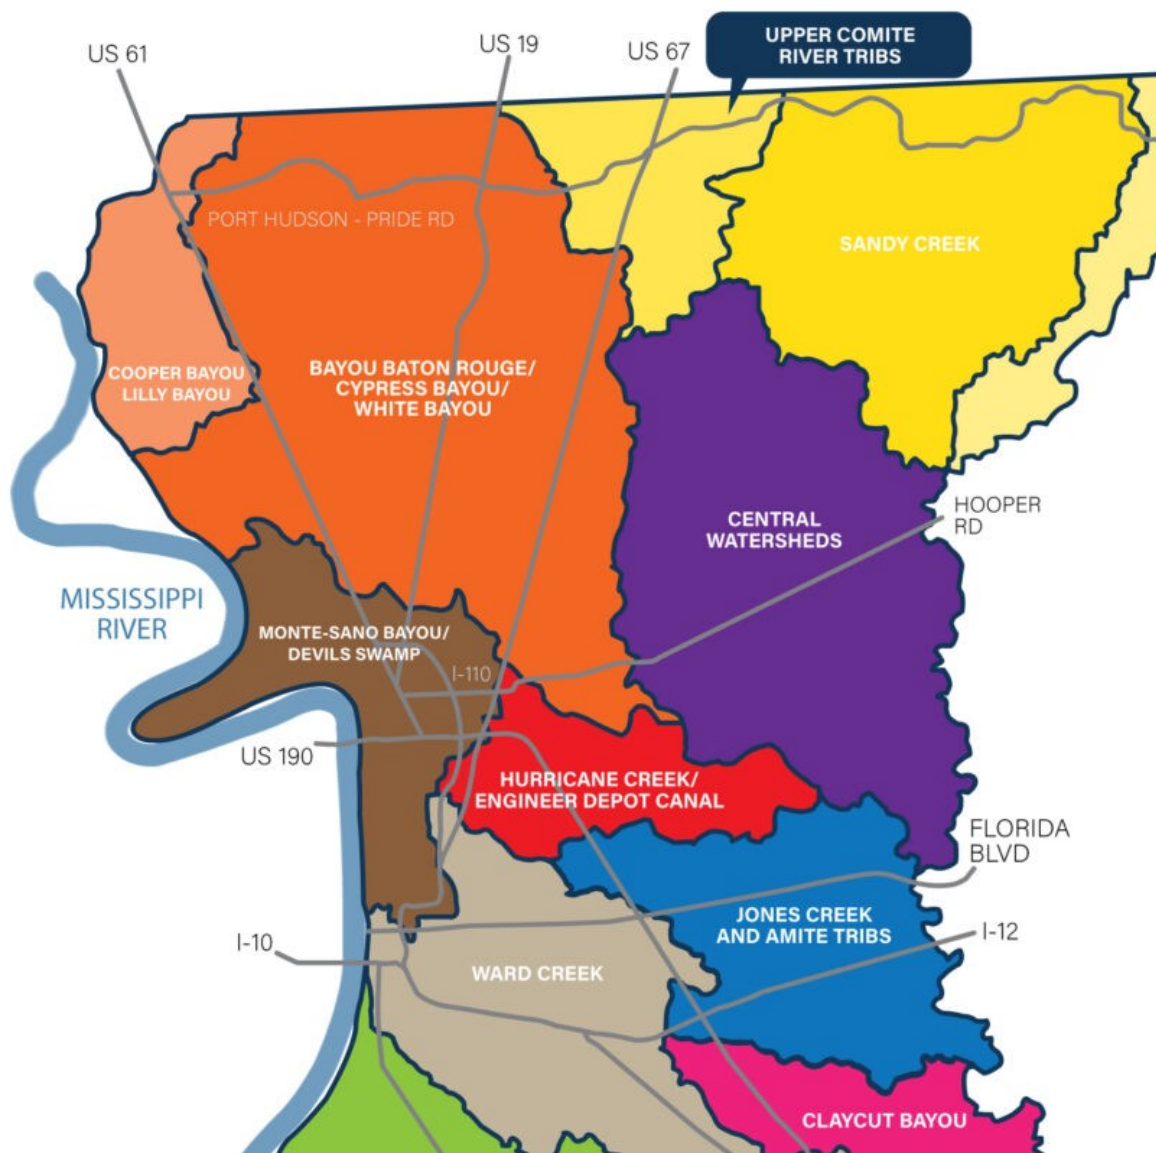 UPPER COMITE
RIVER TRIBS
US 61
US 19
US 67
PORT HUDSON - PRIDE RD
SANDY CREEK
COOPER BAYOU
LILLY BAYOU
BAYOU BATON ROUGE/
CYPRESS BAYOU/
WHITE BAYOU
CENTRAL
WATERSHEDS
HOOPER
RD
MISSISSIPPI
RIVER
MONTE-SANO BAYOU/
DEVILS SWAMP
I-110
US 190
HURRICANE CREEK/
ENGINEER DEPOT CANAL
FLORIDA
BLVD
JONES CREEK
AND AMITE TRIBS
I-10
I-12
WARD CREEK
CLAYCUT BAYOU